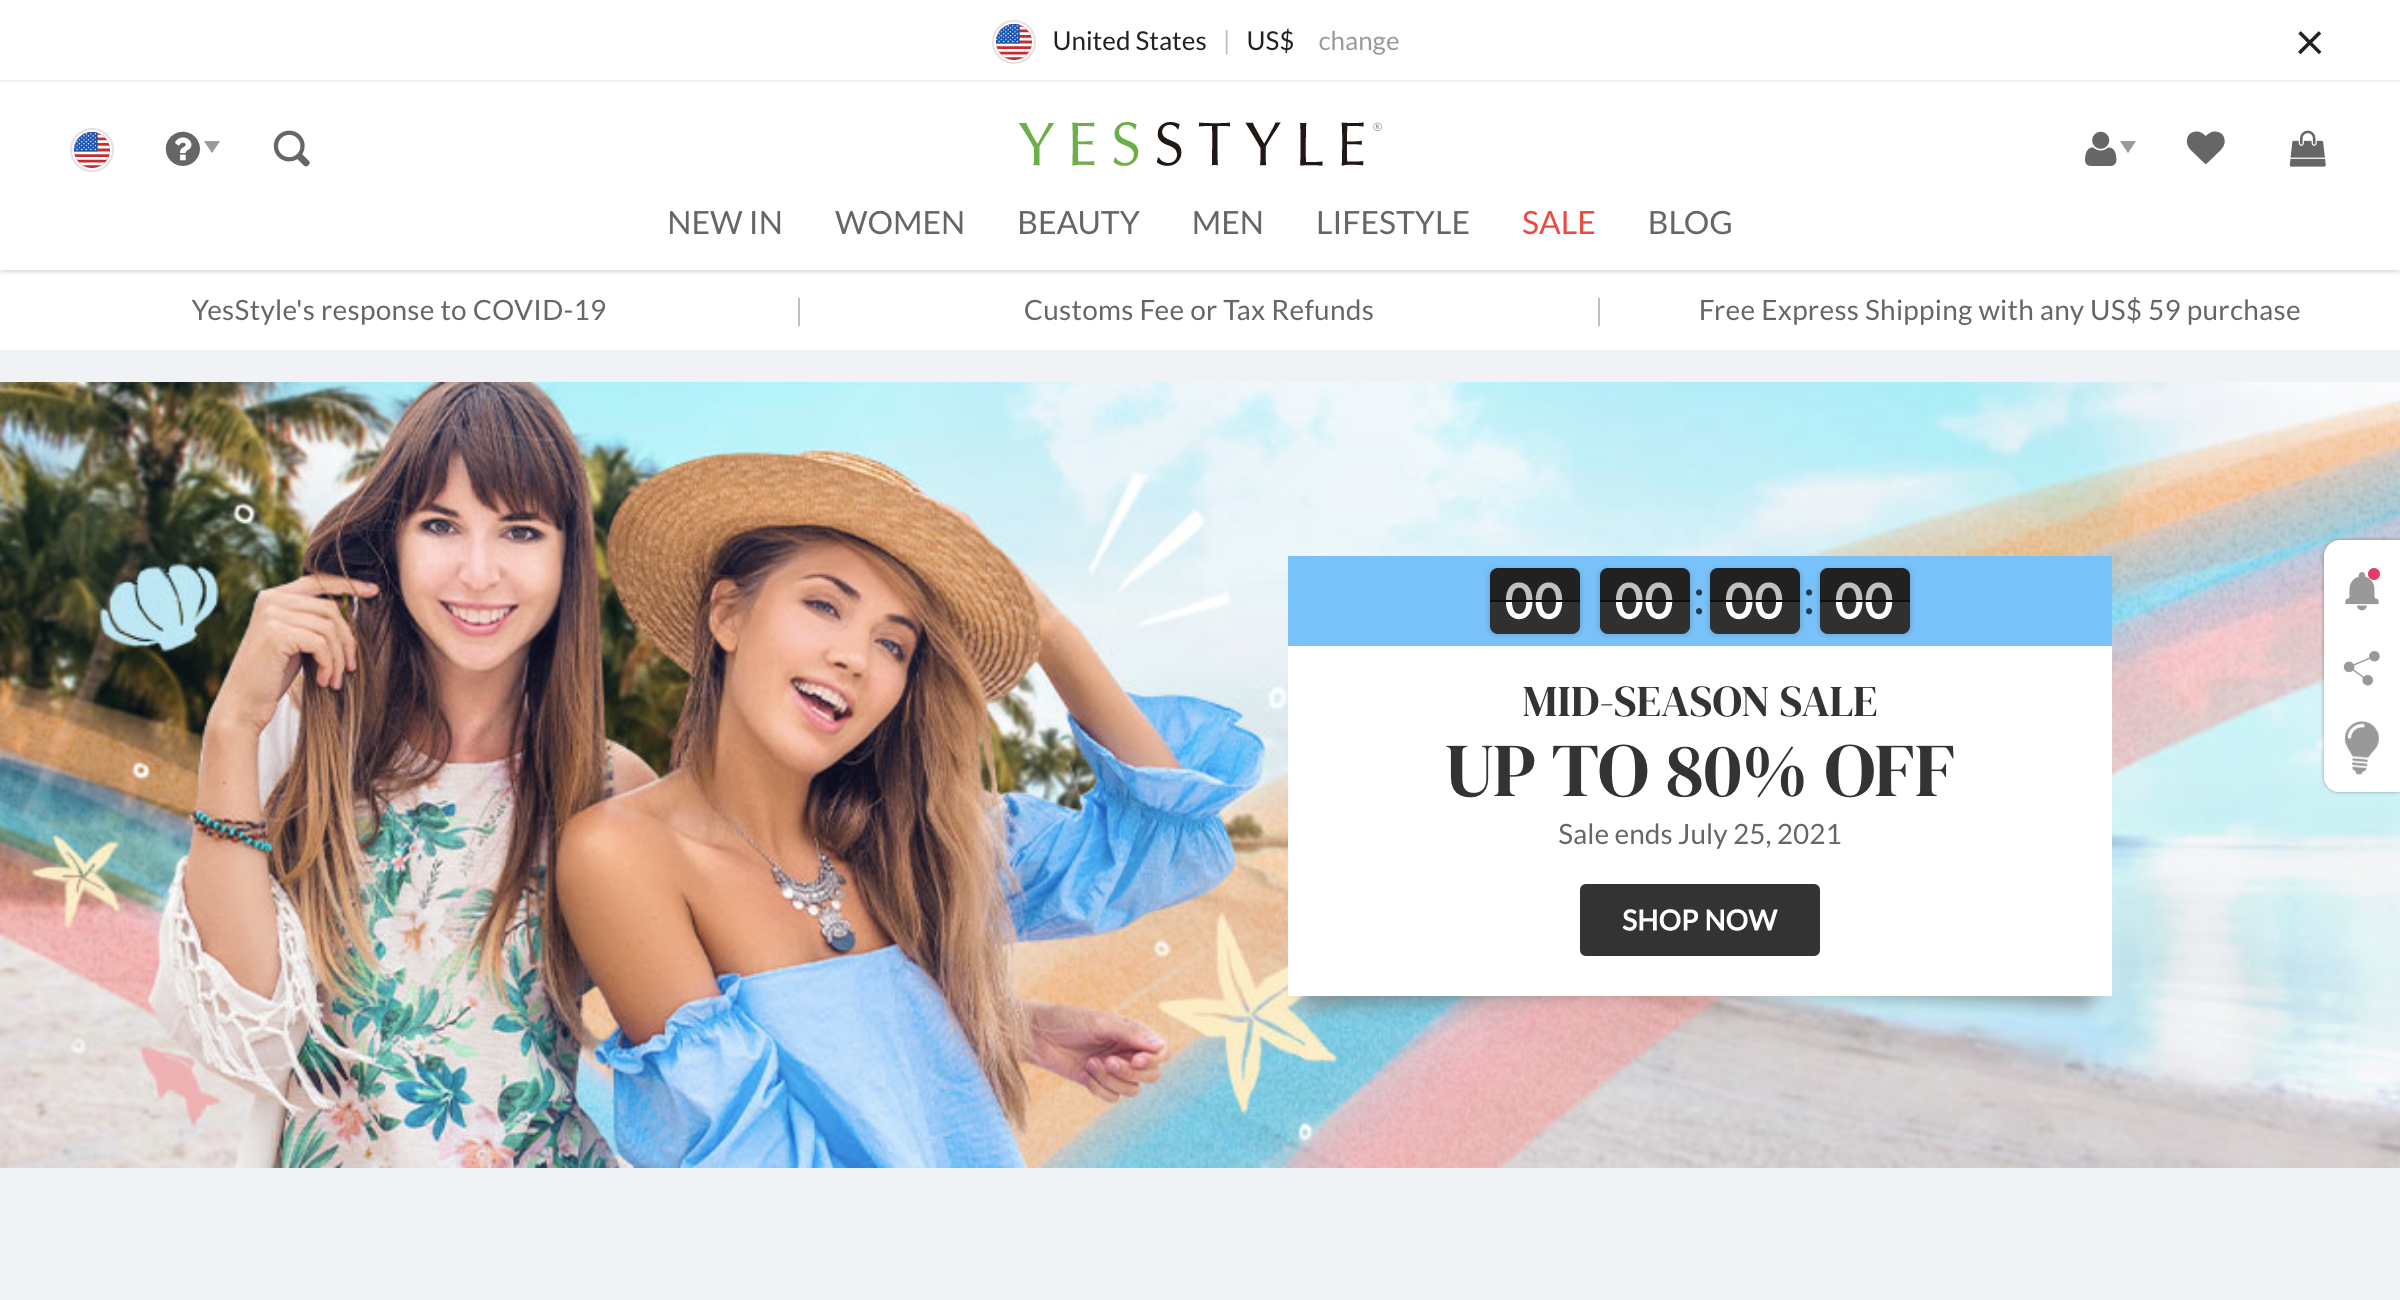 United States | US$ change
YESSTYLE®
NEW IN WOMEN BEAUTY MEN LIFESTYLE SALE BLOG
YesStyle's response to COVID-19 | Customs Fee or Tax Refunds | Free Express Shipping with any US$ 59 purchase
00 00:00:00
MID-SEASON SALE
UP TO 80% OFF
Sale ends July 25, 2021
SHOP NOW